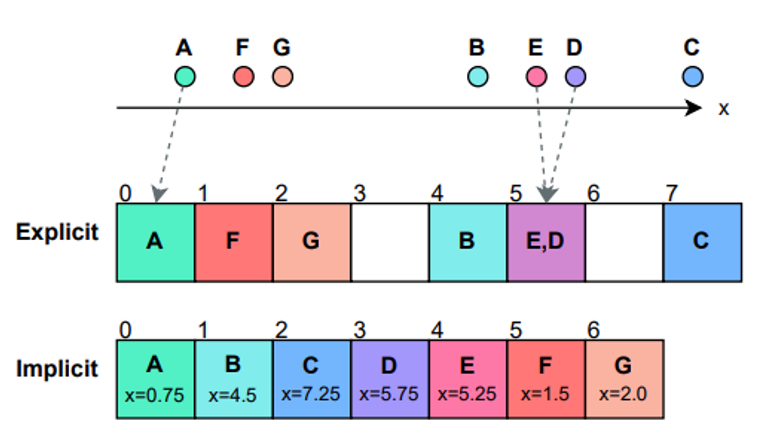 A F G B E D C
x
0 1 2 3 4 5 6 7
Explicit A F G B E,D C
0 1 2 3 4 5 6
Implicit A B C D E F G
x=0.75 x=4.5 x=7.25 x=5.75 x=5.25 x=1.5 x=2.0